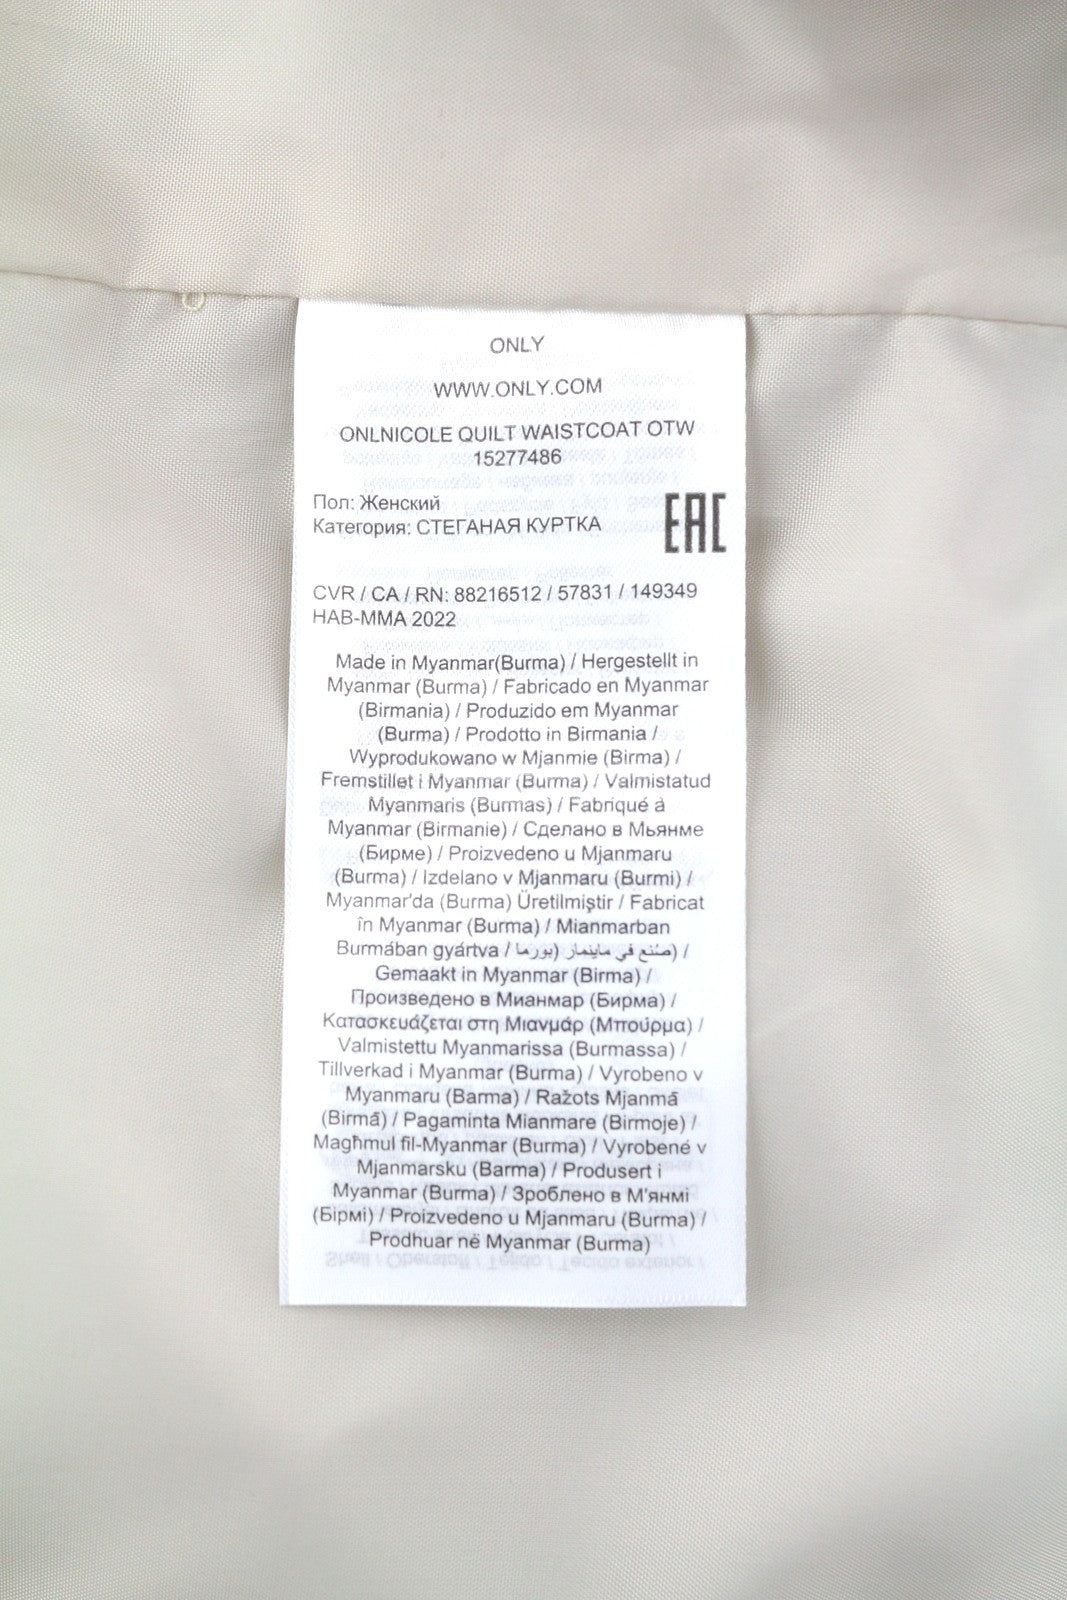 ONLY
WWW.ONLY.COM
ONLNICOLE QUILT WAISTCOAT OTW
15277486
Пол: Женский
Категория: СТЕГАНАЯ КУРТКА
EAC
CVR / CA / RN: 88216512 / 57831 / 149349
HAB-MMA 2022
Made in Myanmar(Burma) / Hergestellt in
Myanmar (Burma) / Fabricado en Myanmar
(Birmania) / Produzido em Myanmar
(Burma) / Prodotto in Birmania /
Wyprodukowano w Mjanmie (Birma) /
Fremstillet i Myanmar (Burma) / Valmistatud
Myanmaris (Burmas) / Fabriqué à
Myanmar (Birmanie) / Сделано в Мьянме
(Бирме) / Proizvedeno u Mjanmaru
(Burma) / Izdelano v Mjanmaru (Burmi) /
Myanmar'da (Burma) Üretilmiştir / Fabricat
în Myanmar (Burma) / Mianmarban
Burmában gyártva / صُنع في ماينمار (بورما) /
Gemaakt in Myanmar (Birma) /
Произведено в Мианмар (Бирма) /
Κατασκευάζεται στη Μιανμάρ (Μπούρμα) /
Valmistettu Myanmarissa (Burmassa) /
Tillverkad i Myanmar (Burma) / Vyrobeno v
Myanmaru (Barma) / Ražots Mjanmā
(Birmā) / Pagaminta Mianmare (Birmoje) /
Magħmul fil-Myanmar (Burma) / Vyrobené v
Mjanmarsku (Barma) / Produsert i
Myanmar (Burma) / Зроблено в М'янмі
(Бірмі) / Proizvedeno u Mjanmaru (Burma) /
Prodhuar në Myanmar (Burma)